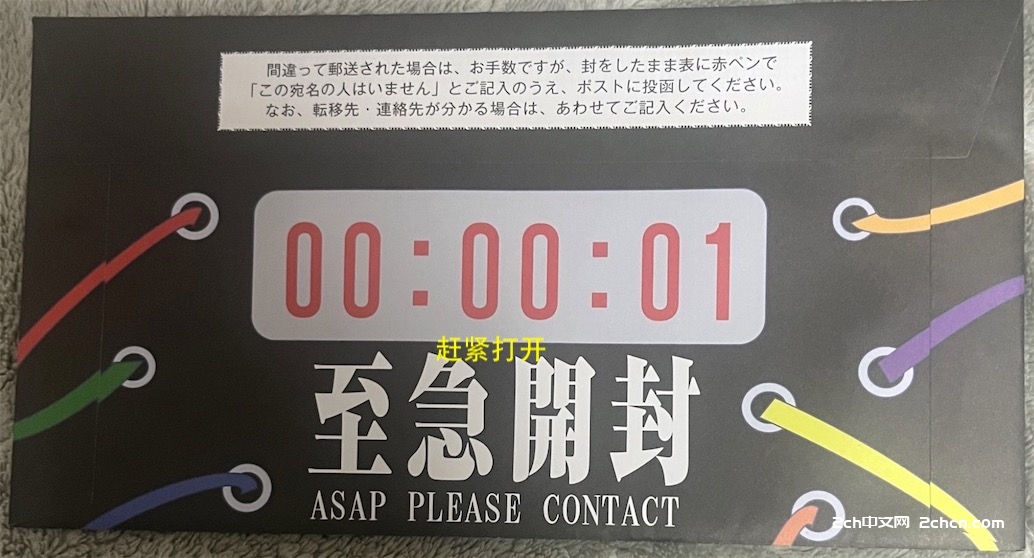 間違って郵送された場合は、お手数ですが、封をしたまま表に赤ペンで
「この宛名の人はいません」とご記入のうえ、ポストに投函してください。
なお、転移先・連絡先が分かる場合は、あわせてご記入ください。
00:00:01
赶紧打开
至急開封
ASAP PLEASE CONTACT
2ch中文网 2chcn.com